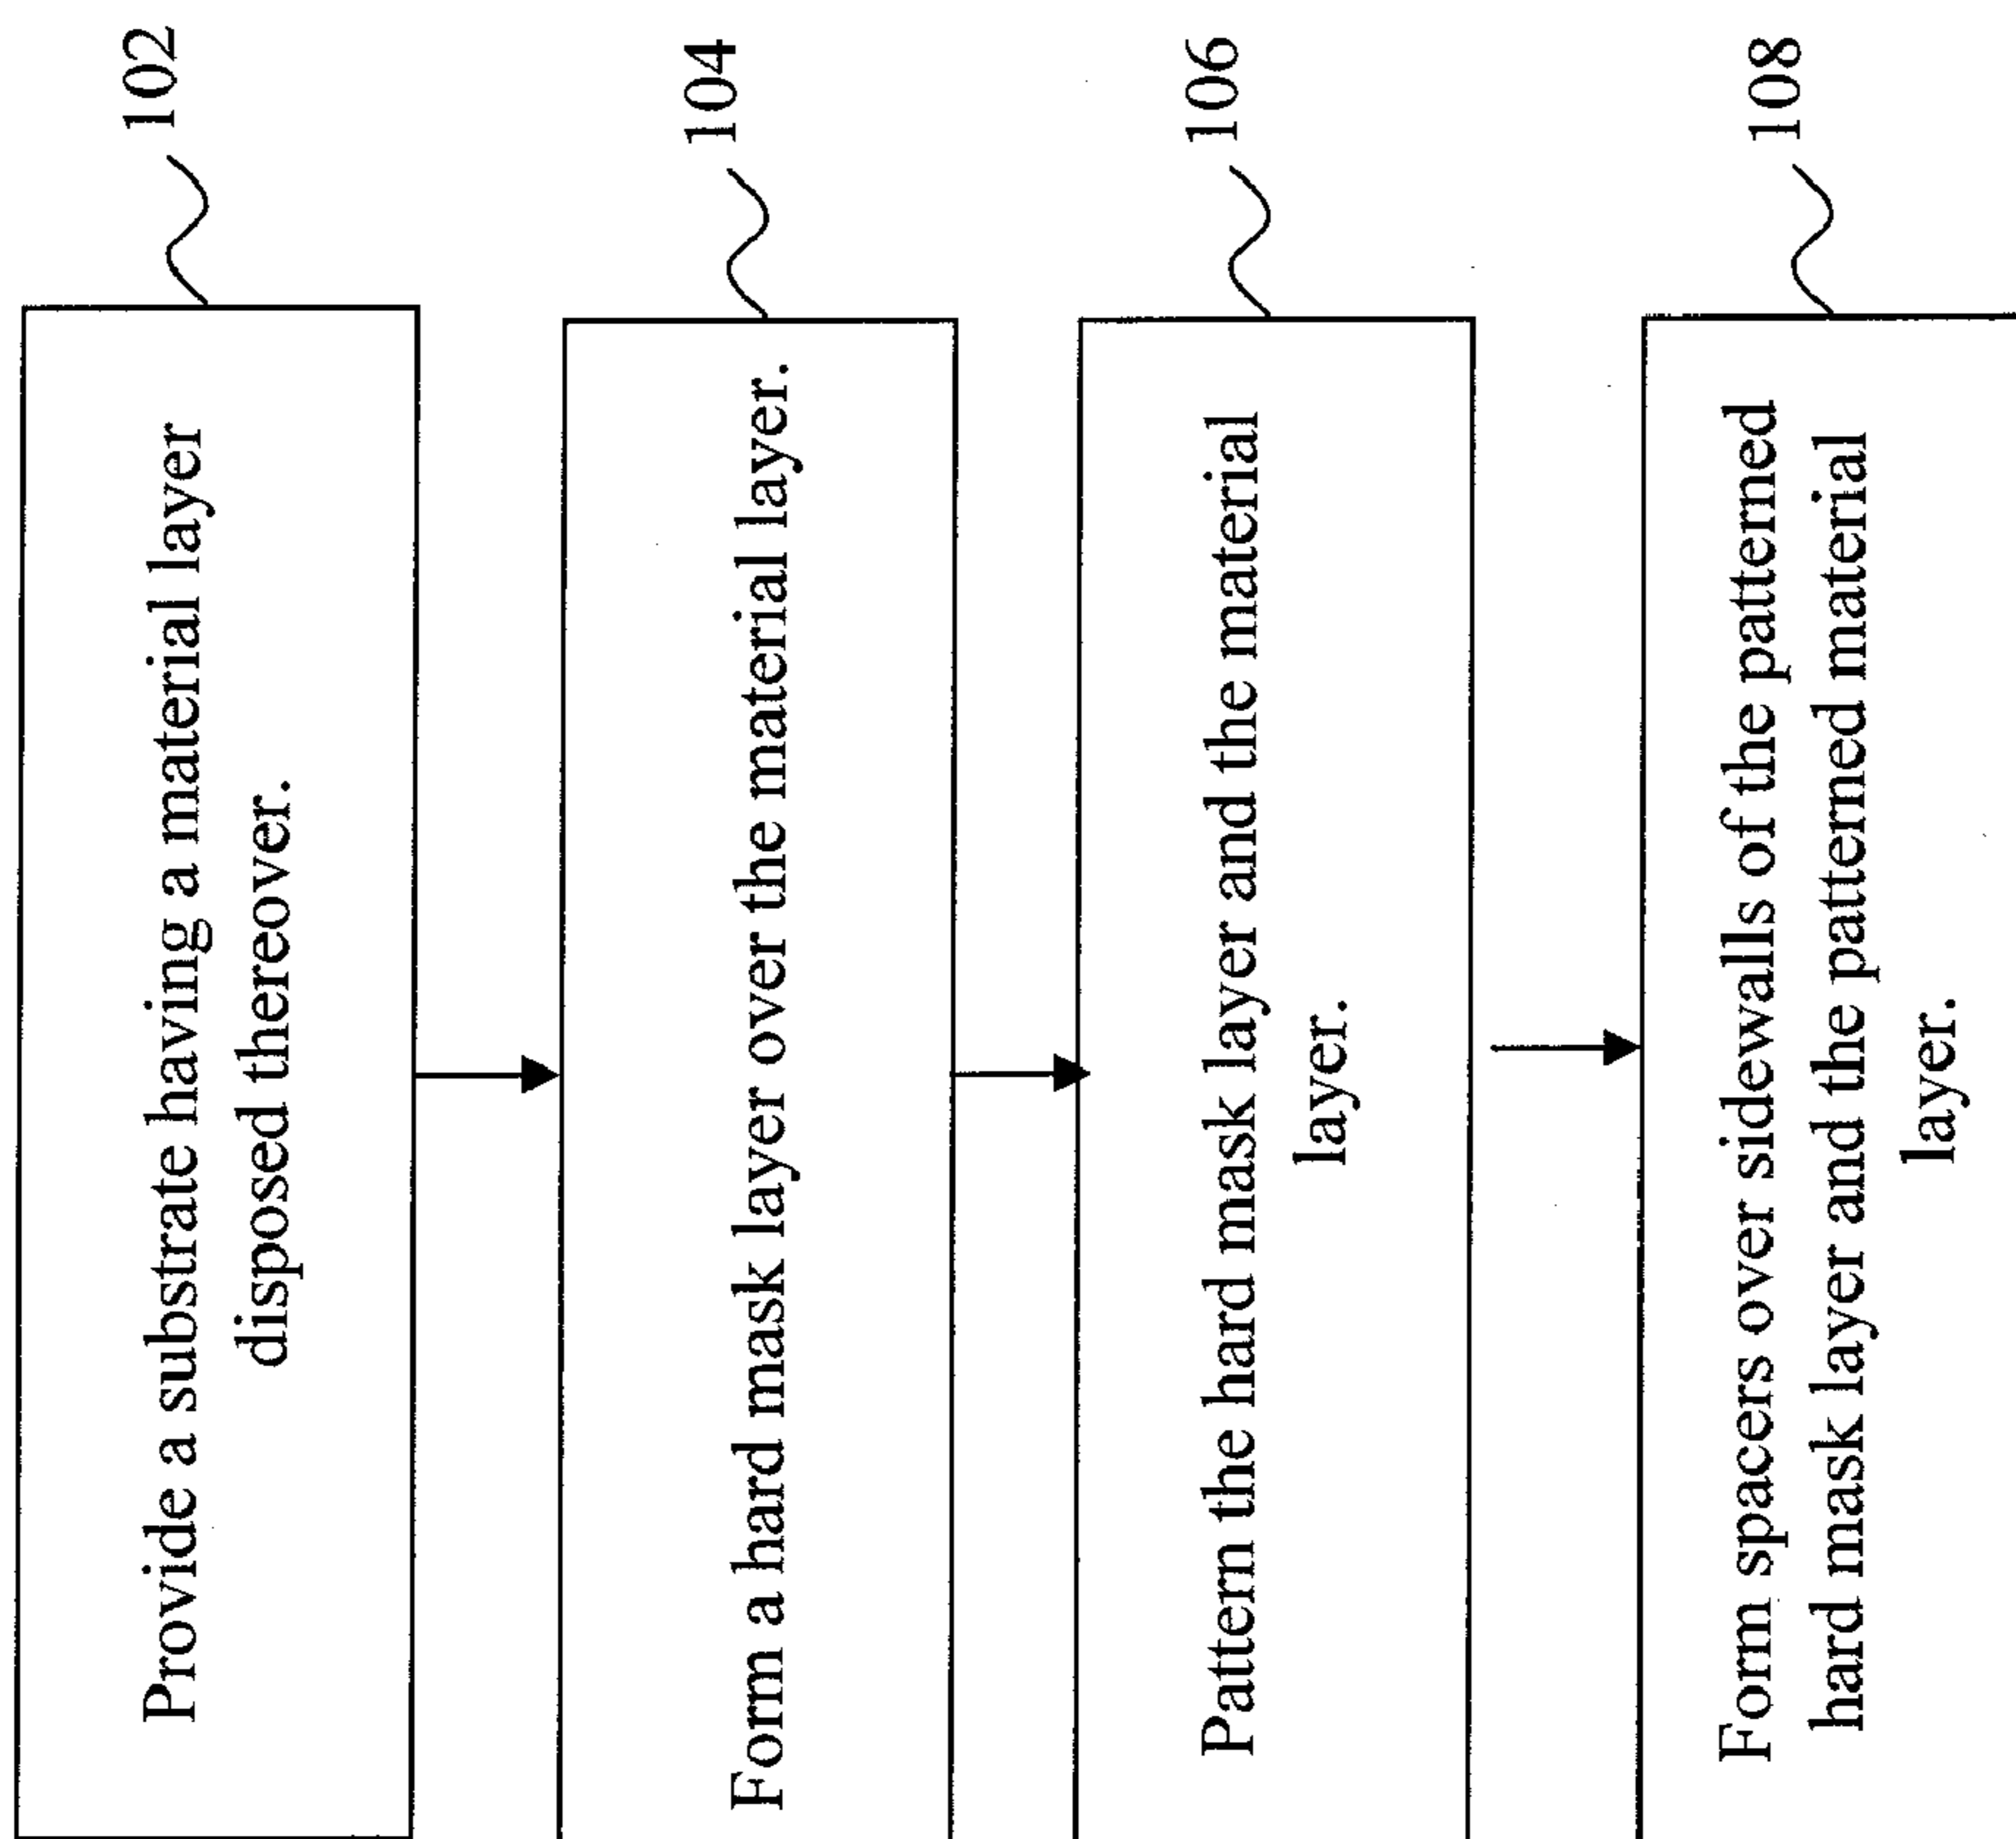 102
Provide a substrate having a material layer
disposed thereover.
104
Form a hard mask layer over the material layer.
106
Pattern the hard mask layer and the material
layer.
108
Form spacers over sidewalls of the patterned
hard mask layer and the patterned material
layer.